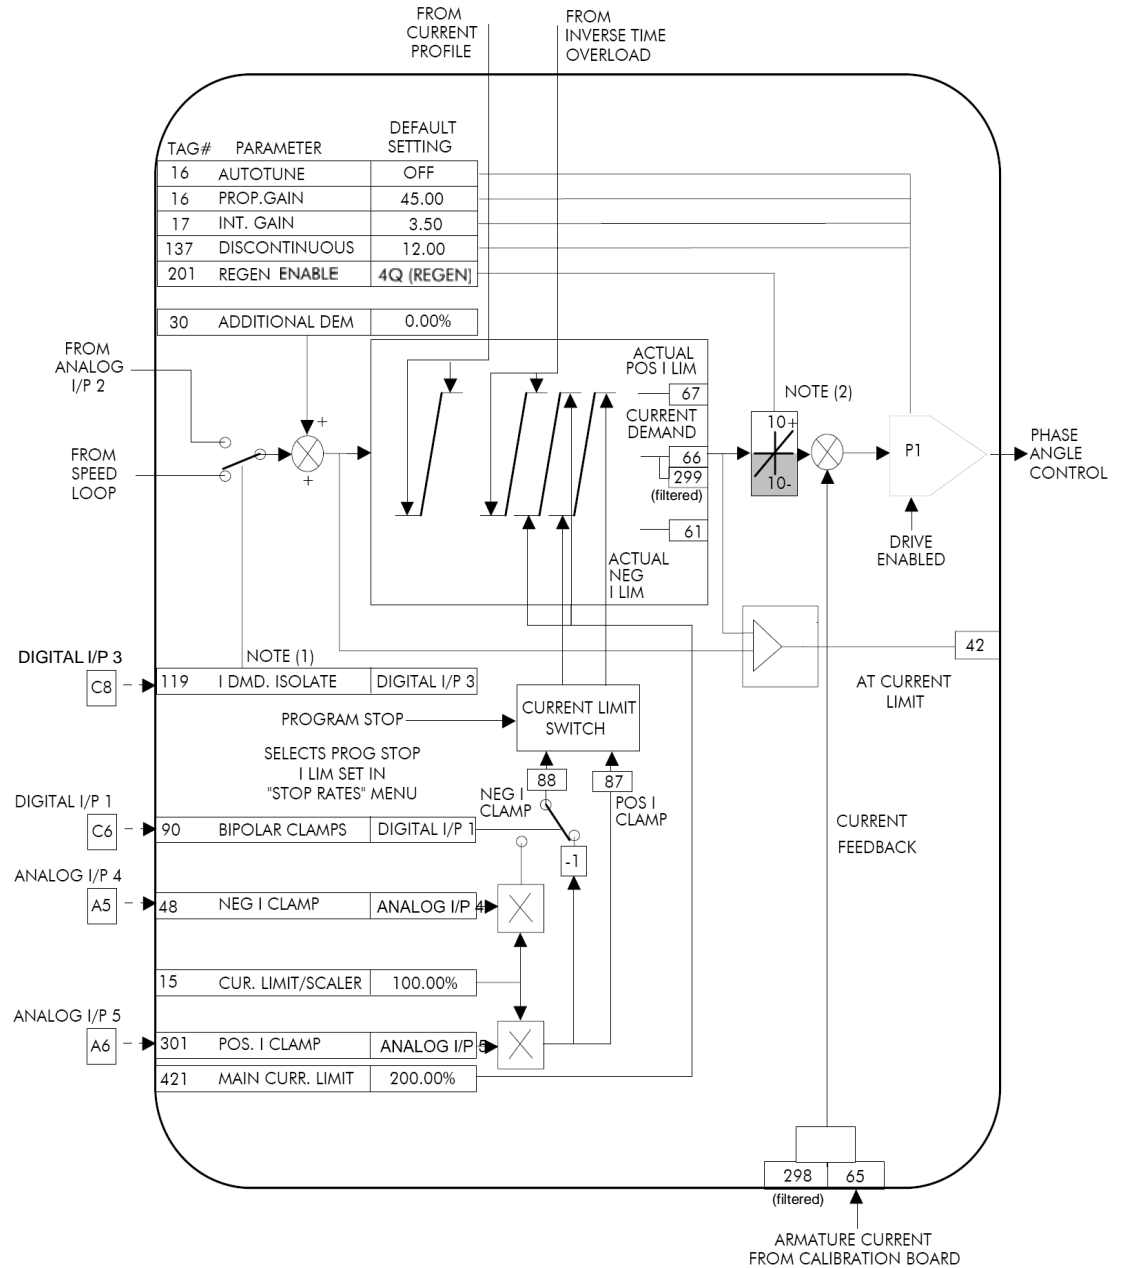 FROM
CURRENT
PROFILE
FROM
INVERSE TIME
OVERLOAD
TAG# PARAMETER DEFAULT SETTING
16 AUTOTUNE OFF
16 PROP.GAIN 45.00
17 INT. GAIN 3.50
137 DISCONTINUOUS 12.00
201 REGEN ENABLE 4Q (REGEN)
30 ADDITIONAL DEM 0.00%
FROM
ANALOG
I/P 2
FROM
SPEED
LOOP
+
+
ACTUAL
POS I LIM
67
CURRENT
DEMAND
66
299
(filtered)
61
ACTUAL
NEG
I LIM
NOTE (2)
10+
10-
P1
PHASE
ANGLE
CONTROL
DRIVE
ENABLED
42
AT CURRENT
LIMIT
DIGITAL I/P 3
C8
NOTE (1)
119 I DMD. ISOLATE DIGITAL I/P 3
PROGRAM STOP
CURRENT LIMIT
SWITCH
SELECTS PROG STOP
I LIM SET IN
"STOP RATES" MENU
88
87
NEG I
CLAMP
POS I
CLAMP
DIGITAL I/P 1
C6
90 BIPOLAR CLAMPS DIGITAL I/P 1
-1
CURRENT
FEEDBACK
ANALOG I/P 4
A5
48 NEG I CLAMP ANALOG I/P 4
15 CUR. LIMIT/SCALER 100.00%
ANALOG I/P 5
A6
301 POS. I CLAMP ANALOG I/P 5
421 MAIN CURR. LIMIT 200.00%
298
65
(filtered)
ARMATURE CURRENT
FROM CALIBRATION BOARD